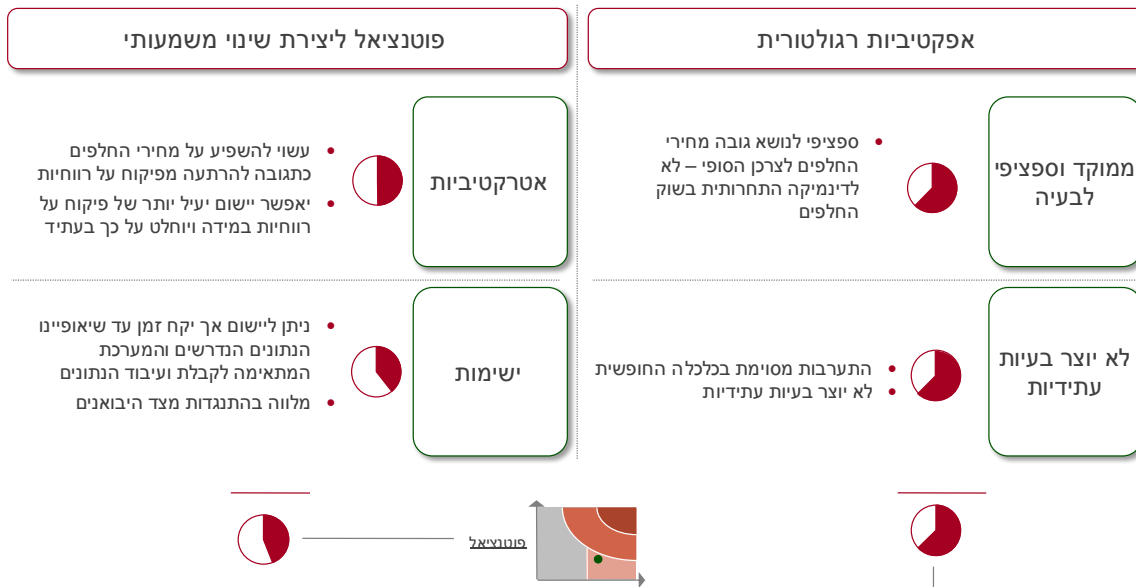 אפקטיביות רגולטורית
ממוקד וספציפי
לבעיה
ספציפי לנושא גובה מחירי
החלפים לצרכן הסופי – לא
לדינמיקה התחרותית בשוק
החלפים
לא יוצר בעיות
עתידיות
התערבות מסוימת בכלכלה החופשית
לא יוצר בעיות עתידיות
פוטנציאל ליצירת שינוי משמעותי
אטרקטיביות
עשוי להשפיע על מחירי החלפים
כתגובה להרתעה מפיקוח על רווחיות
יאפשר יישום יעיל יותר של פיקוח על
רווחיות במידה ויוחלט על כך בעתיד
ישימות
ניתן ליישום אך יקח זמן עד שיאופיינו
הנתונים הנדרשים והמערכת
המתאימה לקבלת ועיבוד הנתונים
מלווה בהתנגדות מצד היבואנים
פוטנציאל